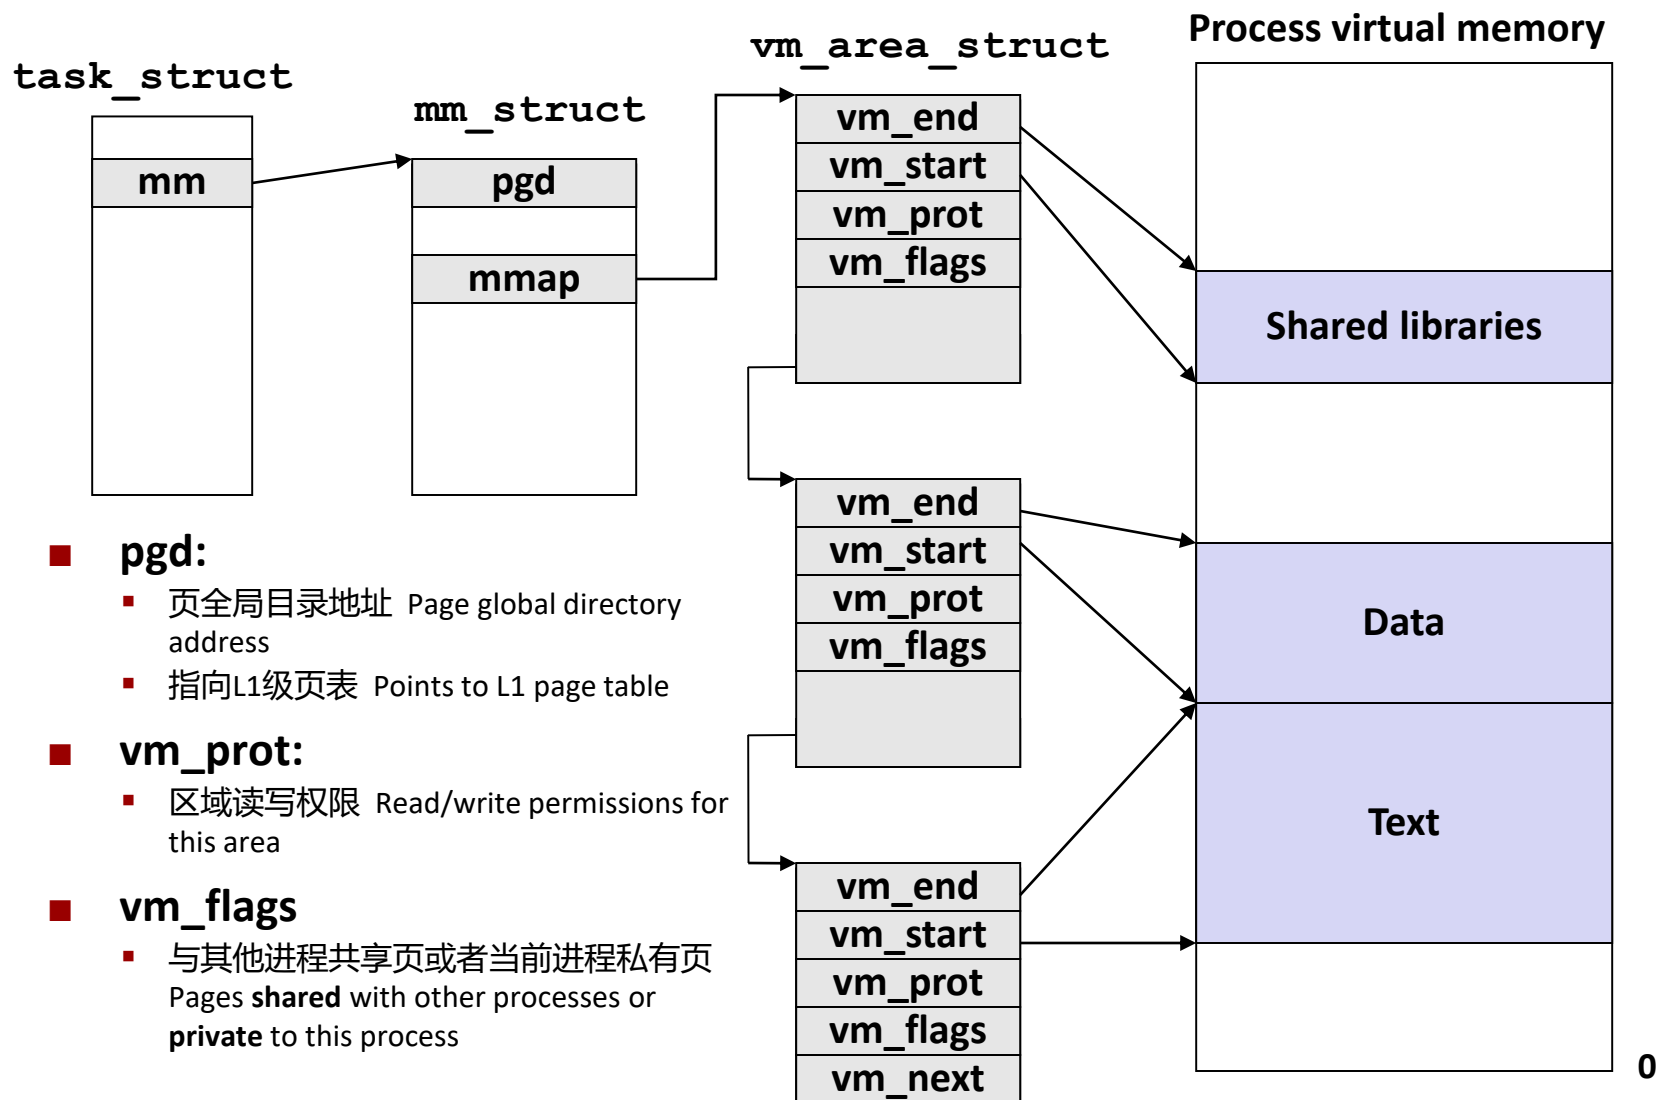 Process virtual memory
vm_area_struct
task_struct
mm_struct
mm
pgd
mmap
vm_end
vm_start
vm_prot
vm_flags
Shared libraries
vm_end
vm_start
vm_prot
vm_flags
Data
Text
vm_end
vm_start
vm_prot
vm_flags
vm_next
0
■ pgd:
▪ 页全局目录地址 Page global directory
address
▪ 指向L1级页表 Points to L1 page table
■ vm_prot:
▪ 区域读写权限 Read/write permissions for
this area
■ vm_flags
▪ 与其他进程共享页或者当前进程私有页
Pages shared with other processes or
private to this process